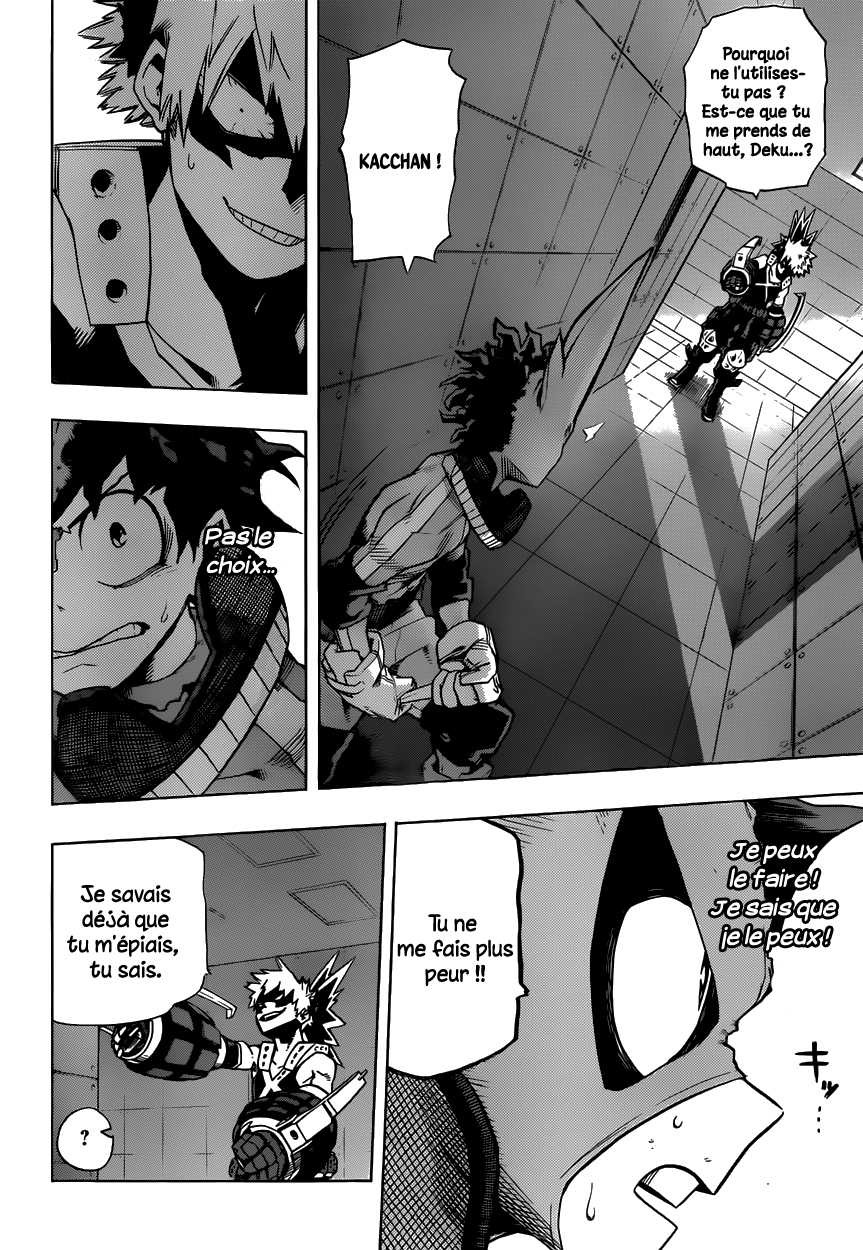 Pourquoi
ne l'utilises-
tu pas ?
Est-ce que tu
me prends de
haut, Deku...?
KACCHAN !
Pas le
choix...
Je peux
le faire !
Je sais que
je le peux !
Tu ne
me fais plus
peur !!
キッ…
Je savais
déjà que
tu m'épiais,
tu sais.
?